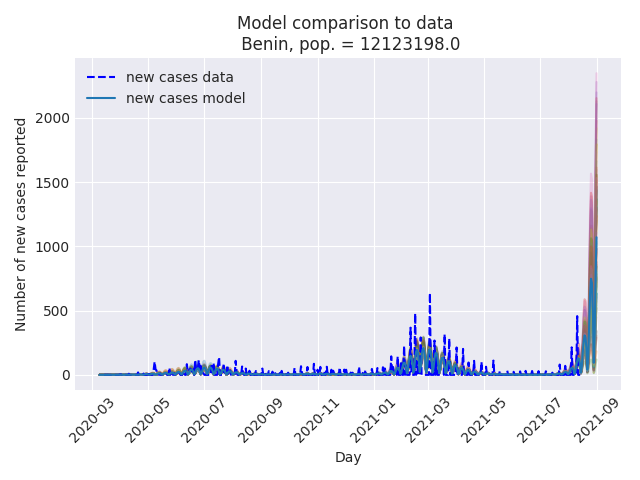 Model comparison to data
Benin, pop. = 12123198.0
new cases data
new cases model
Number of new cases reported
2000
1500
1000
500
0
2020-03
2020-05
2020-07
2020-09
2020-11
2021-01
2021-03
2021-05
2021-07
2021-09
Day